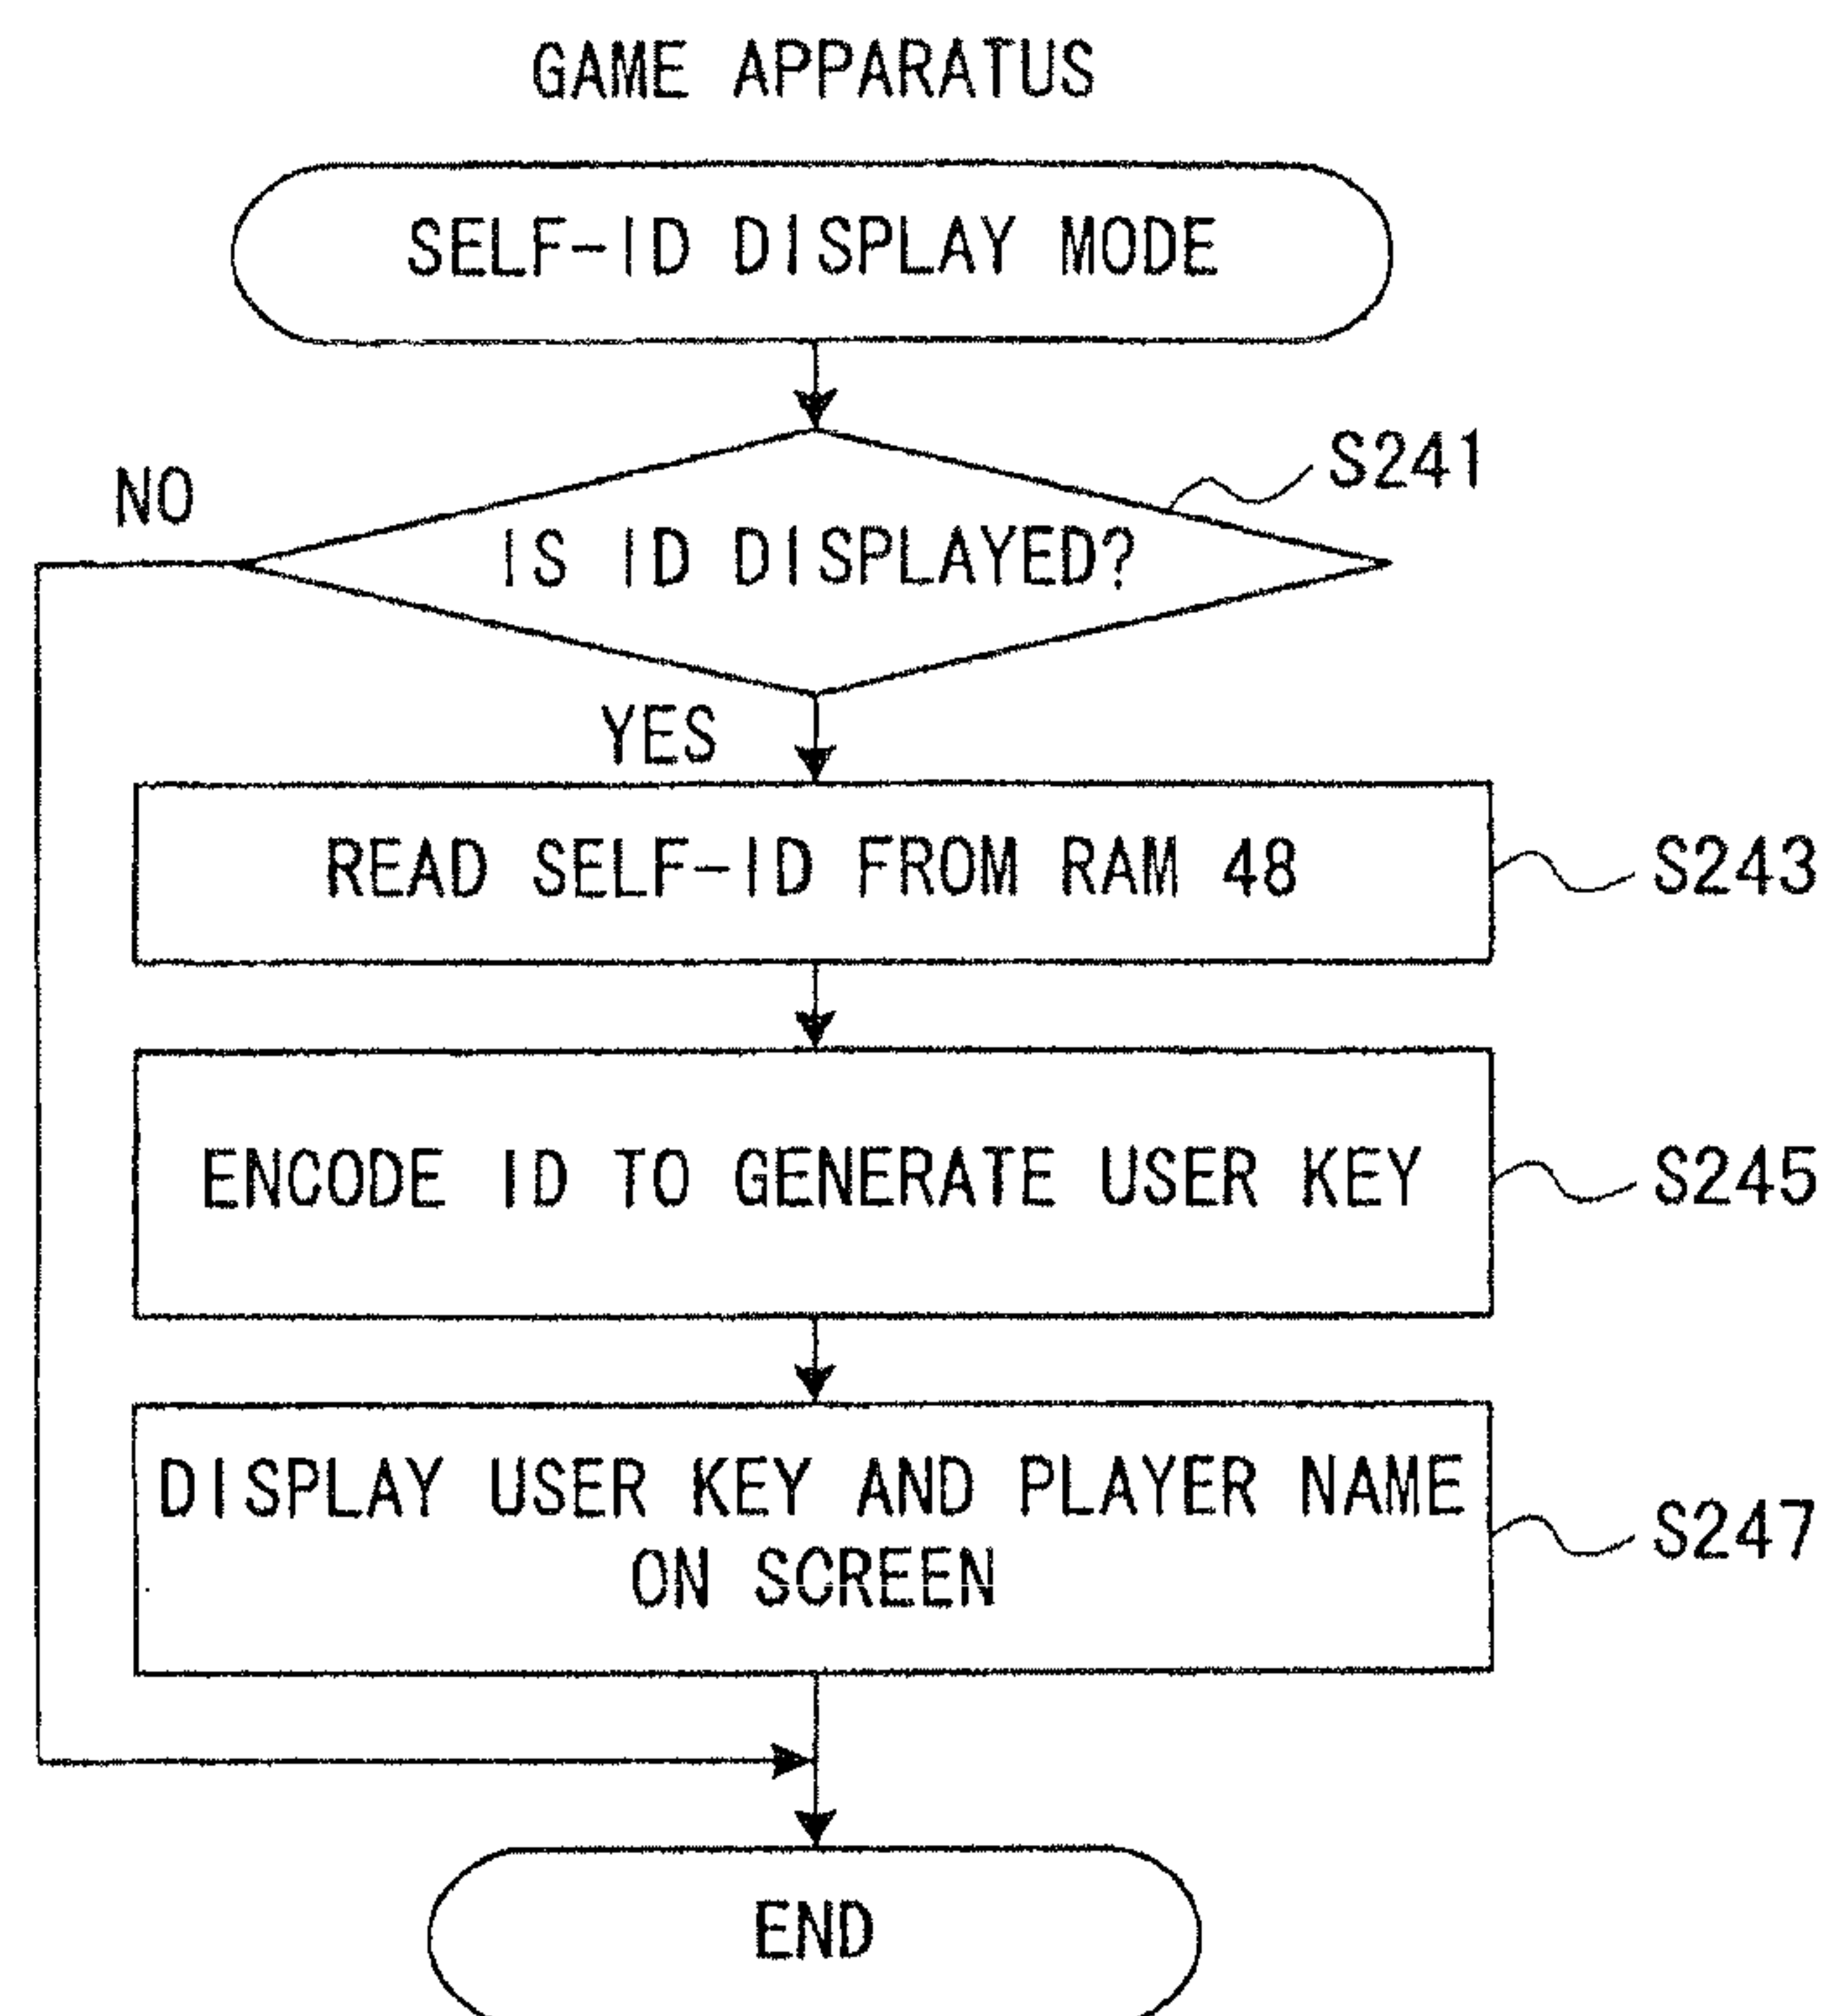 GAME APPARATUS
SELF-ID DISPLAY MODE
S241
NO
IS ID DISPLAYED?
YES
READ SELF-ID FROM RAM 48
S243
ENCODE ID TO GENERATE USER KEY
S245
DISPLAY USER KEY AND PLAYER NAME
ON SCREEN
S247
END